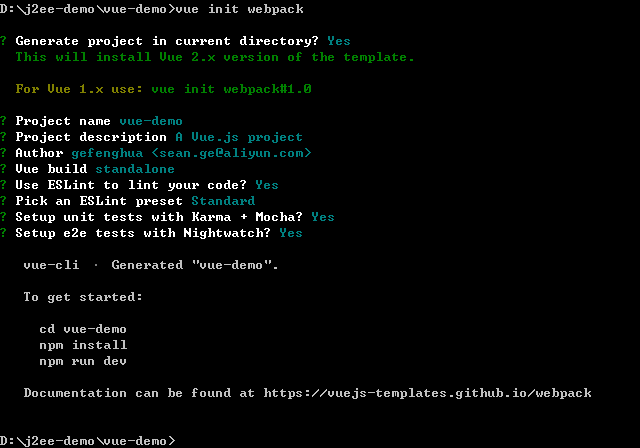 D:\j2ee-demo\vue-demo>vue init webpack
? Generate project in current directory? Yes
This will install Vue 2.x version of the template.
For Vue 1.x use: vue init webpack#1.0
? Project name vue-demo
? Project description A Vue.js project
? Author gefenghua <sean.ge@aliyun.com>
? Vue build standalone
? Use ESLint to lint your code? Yes
? Pick an ESLint preset Standard
? Setup unit tests with Karma + Mocha? Yes
? Setup e2e tests with Nightwatch? Yes
vue-cli · Generated "vue-demo".
To get started:
cd vue-demo
npm install
npm run dev
Documentation can be found at https://vuejs-templates.github.io/webpack
D:\j2ee-demo\vue-demo>